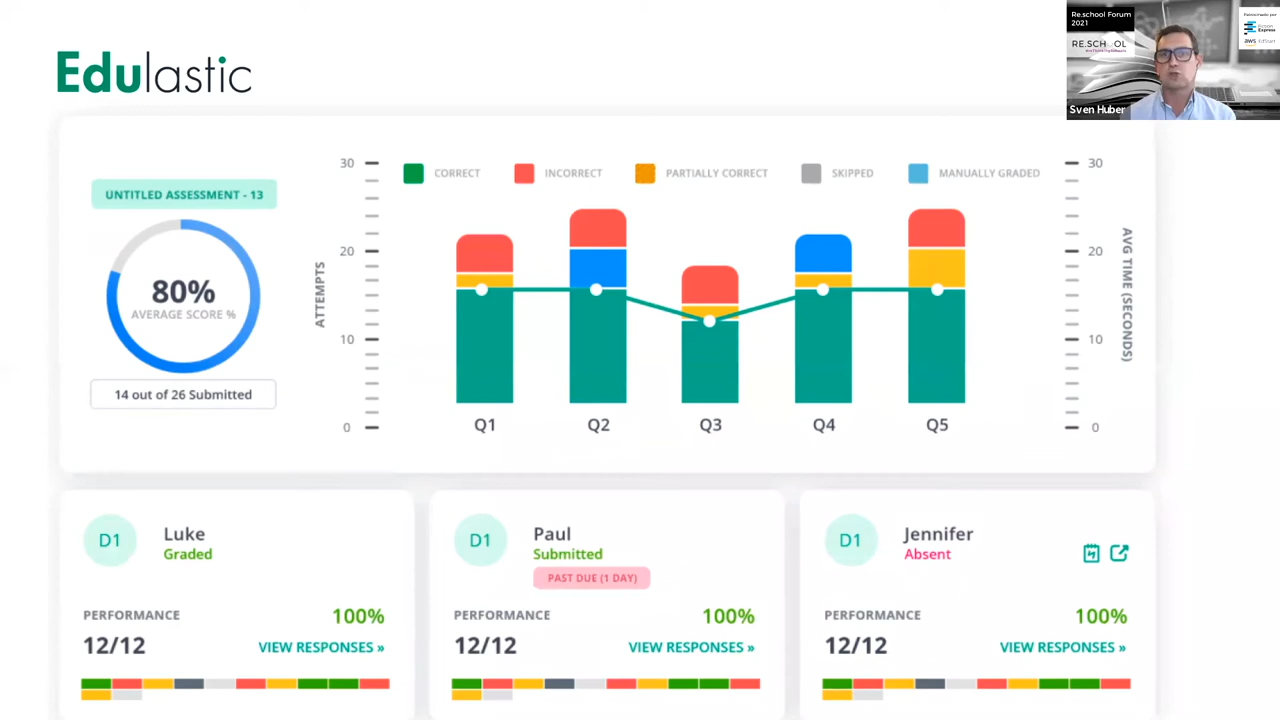 Re.school Forum
2021
RE.SCHOOL
Sven Huber
aws EdStart
Edulastic
UNTITLED ASSESSMENT - 13
80%
AVERAGE SCORE %
14 out of 26 Submitted
CORRECT INCORRECT PARTIALLY CORRECT SKIPPED MANUALLY GRADED
ATTEMPTS
30
20
10
0
Q1 Q2 Q3 Q4 Q5
30
20
10
0
AVG TIME (SECONDS)
D1
Luke
Graded
PERFORMANCE 100%
12/12 VIEW RESPONSES »
D1
Paul
Submitted
PAST DUE (1 DAY)
PERFORMANCE 100%
12/12 VIEW RESPONSES »
D1
Jennifer
Absent
PERFORMANCE 100%
12/12 VIEW RESPONSES »